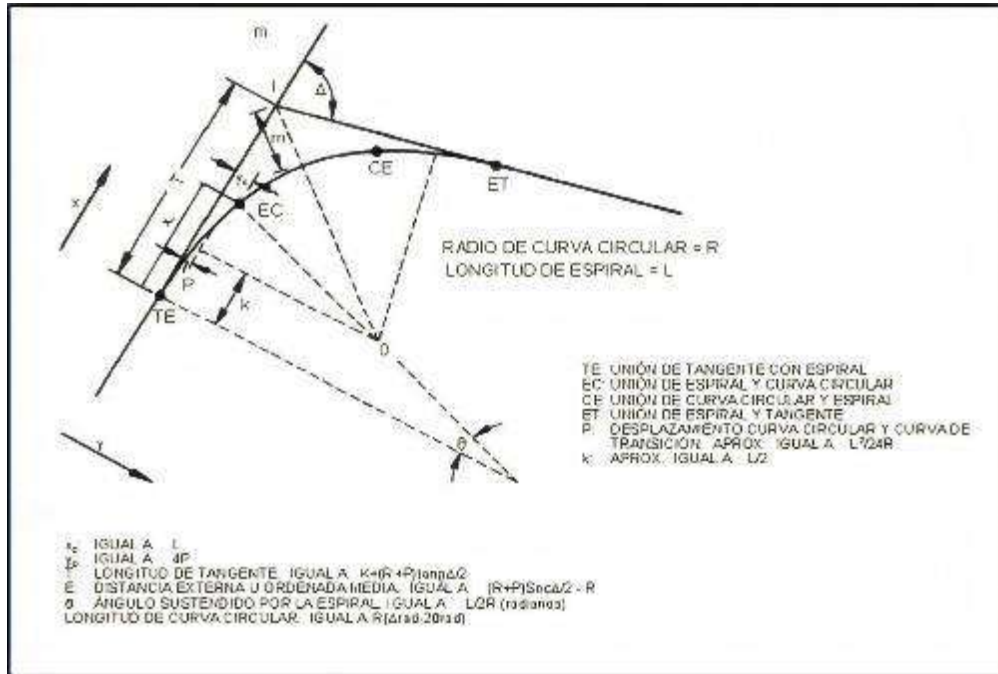 m
I
Δ
m
CE
ET
EC
X
P
k
TE
0
θ
Y
RADIO DE CURVA CIRCULAR = R
LONGITUD DE ESPIRAL = L
TE: UNIÓN DE TANGENTE CON ESPIRAL
EC: UNIÓN DE ESPIRAL Y CURVA CIRCULAR
CE: UNIÓN DE CURVA CIRCULAR Y ESPIRAL
ET: UNIÓN DE ESPIRAL Y TANGENTE
P: DESPLAZAMIENTO CURVA CIRCULAR Y CURVA DE
TRANSICIÓN. APROX. IGUAL A L²/24R
k: APROX. IGUAL A L/2
IGUAL A L
IGUAL A 4P
LONGITUD DE TANGENTE. IGUAL A K+(R+P)tanΔ/2
E DISTANCIA EXTERNA U ORDENADA MEDIA. IGUAL A (R+P)SecΔ/2 - R
θ ÁNGULO SUSTENDIDO POR LA ESPIRAL. IGUAL A L/2R (radianes)
LONGITUD DE CURVA CIRCULAR. IGUAL A R(Δrad-2θrad)